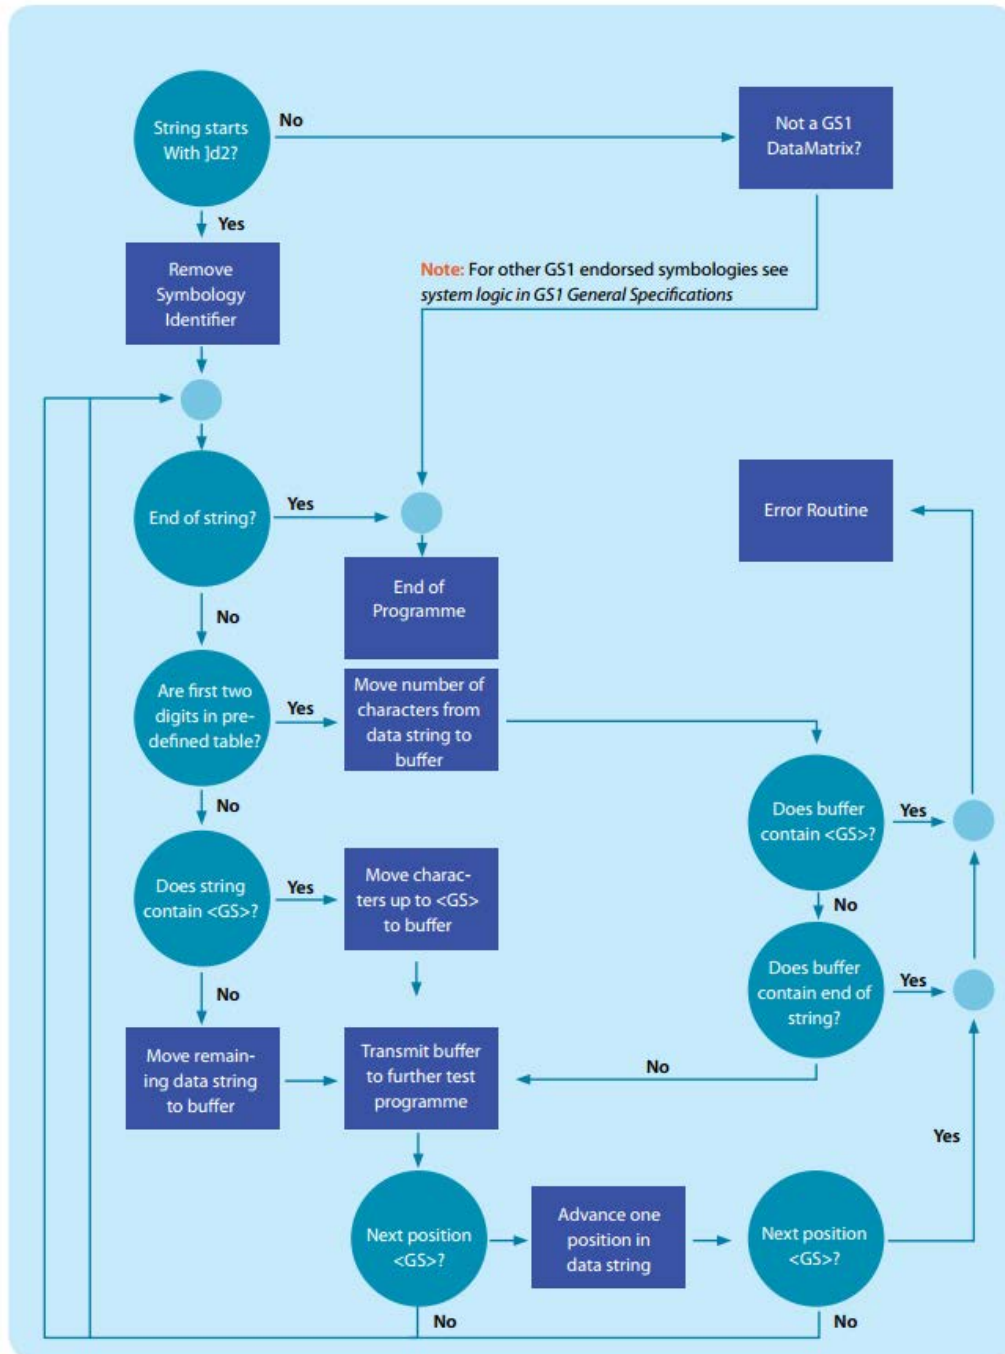 String starts
With ]d2?
No
Not a GS1
DataMatrix?
Yes
Remove
Symbology
Identifier
Note: For other GS1 endorsed symbologies see
system logic in GS1 General Specifications
End of string?
Yes
Error Routine
End of
Programme
No
Are first two
digits in pre-
defined table?
Yes
Move number of
characters from
data string to
buffer
No
Does buffer
contain <GS>?
Yes
Does string
contain <GS>?
Yes
Move charac-
ters up to <GS>
to buffer
No
Does buffer
contain end of
string?
Yes
No
Move remain-
ing data string
to buffer
Transmit buffer
to further test
programme
No
Yes
Next position
<GS>?
Advance one
position in
data string
Next position
<GS>?
No
No